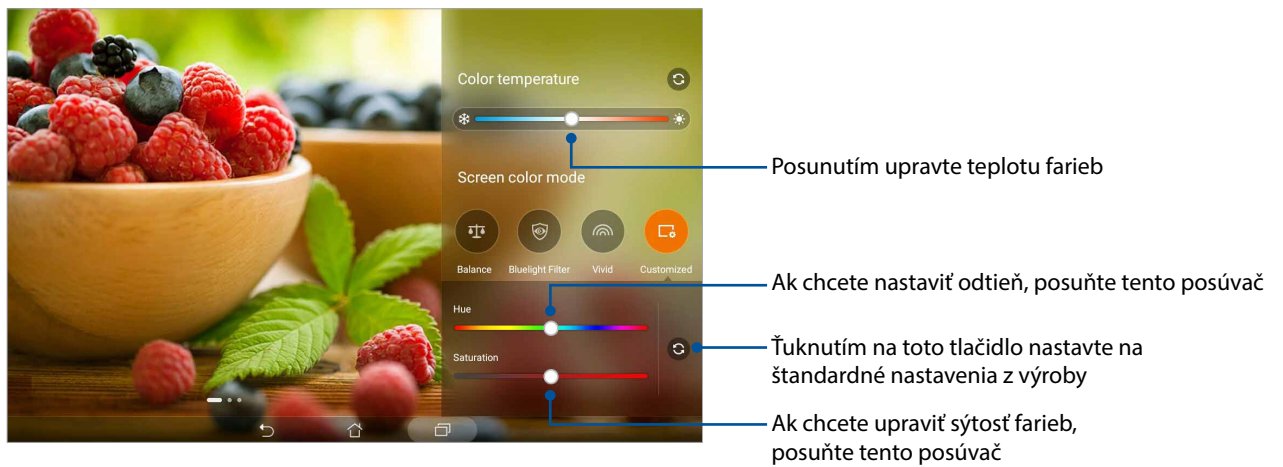 Color temperature
Posunutím upravte teplotu farieb
Screen color mode
Balance
Bluelight Filter
Vivid
Customized
Ak chcete nastaviť odtieň, posuňte tento posúvač
Hue
Ťuknutím na toto tlačidlo nastavte na
štandardné nastavenia z výroby
Saturation
Ak chcete upraviť sýtosť farieb,
posuňte tento posúvač